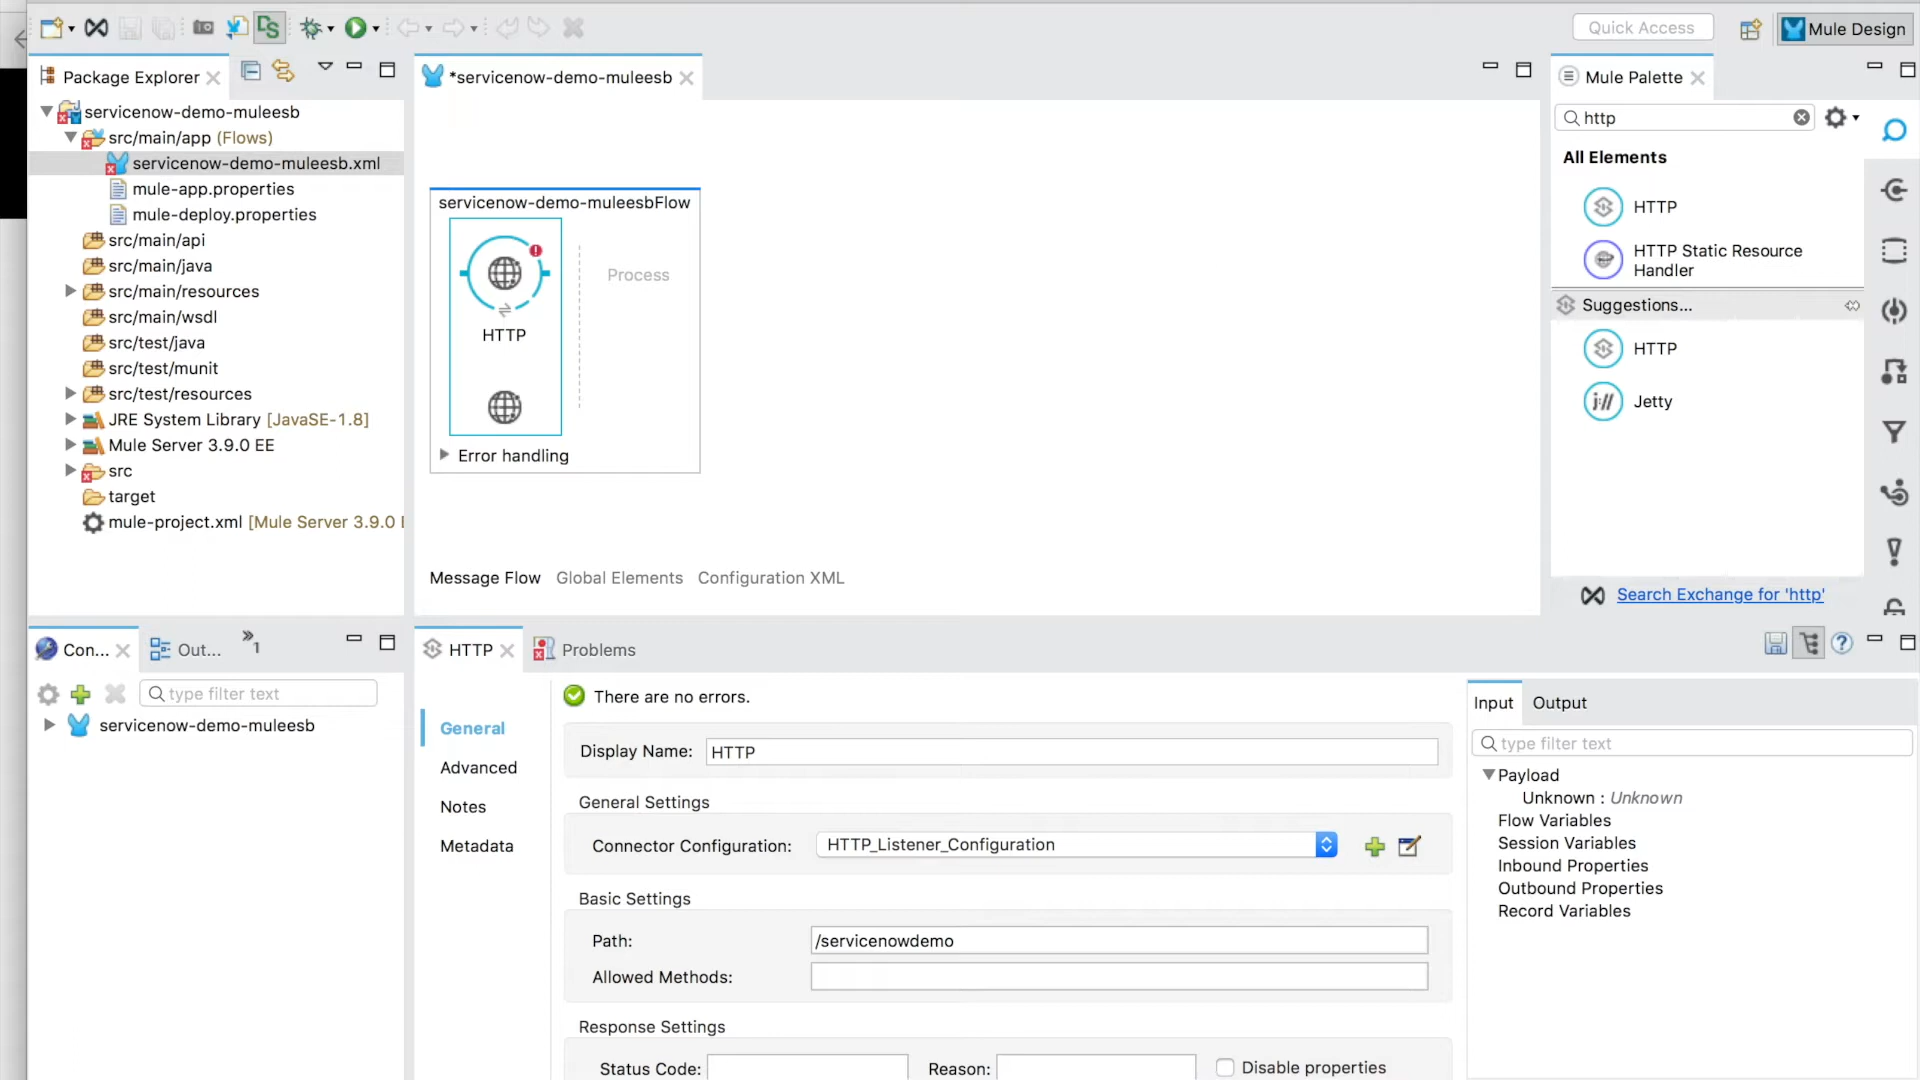 Quick Access
Mule Design
Package Explorer
*servicenow-demo-muleesb
Mule Palette
servicenow-demo-muleesb
src/main/app (Flows)
servicenow-demo-muleesb.xml
mule-app.properties
mule-deploy.properties
src/main/api
src/main/java
src/main/resources
src/main/wsdl
src/test/java
src/test/munit
src/test/resources
JRE System Library [JavaSE-1.8]
Mule Server 3.9.0 EE
src
target
mule-project.xml [Mule Server 3.9.0 E
servicenow-demo-muleesbFlow
HTTP
Process
Error handling
Message Flow Global Elements Configuration XML
http
All Elements
HTTP
HTTP Static Resource
Handler
Suggestions...
HTTP
Jetty
Search Exchange for 'http'
Con...
Out...
1
type filter text
servicenow-demo-muleesb
HTTP
Problems
There are no errors.
General
Advanced
Notes
Metadata
Display Name: HTTP
General Settings
Connector Configuration: HTTP_Listener_Configuration
Basic Settings
Path: /servicenowdemo
Allowed Methods:
Response Settings
Status Code:
Reason:
Disable properties
Input
Output
type filter text
Payload
Unknown : Unknown
Flow Variables
Session Variables
Inbound Properties
Outbound Properties
Record Variables